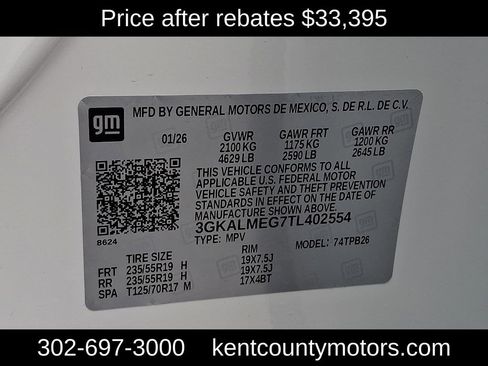 Price after rebates $33,395
gm
MFD BY GENERAL MOTORS DE MEXICO, S. DE R.L. DE C.V.
01/26 GVWR GAWR FRT GAWR RR
2100 KG 1175 KG 1200 KG
4629 LB 2590 LB 2645 LB
THIS VEHICLE CONFORMS TO ALL
APPLICABLE U.S. FEDERAL MOTOR
VEHICLE SAFETY AND THEFT PREVENTION
STANDARDS IN EFFECT ON THE DATE OF
MANUFACTURE SHOWN ABOVE.
3GKALMEG7TL402554
TYPE: MPV MODEL: 74TPB26
8624
TIRE SIZE RIM
FRT 235/55R19 H 19X7.5J
RR 235/55R19 H 19X7.5J
SPA T125/70R17 M 17X4BT
302-697-3000 kentcountymotors.com